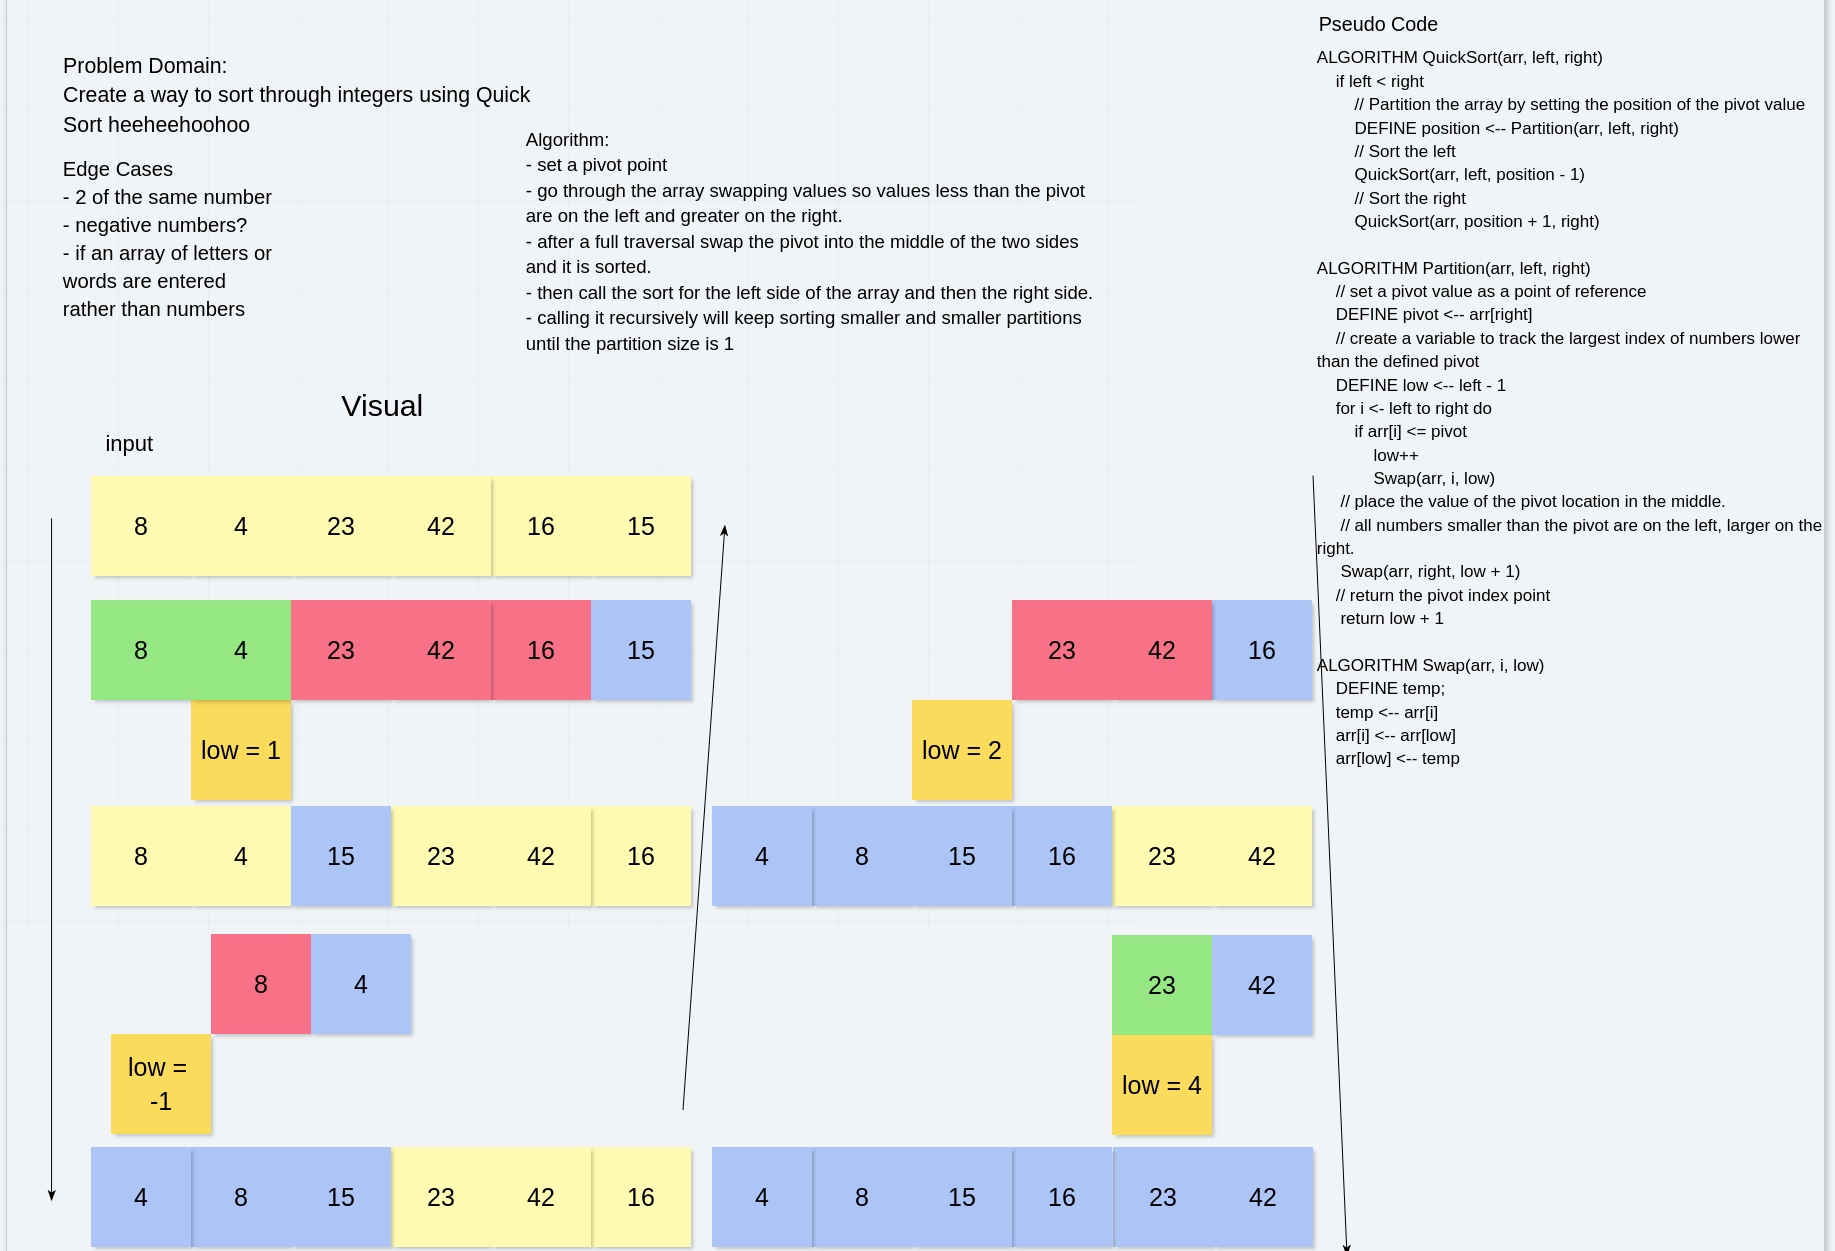 Problem Domain:
Create a way to sort through integers using Quick
Sort heeheehoohoo
Edge Cases
- 2 of the same number
- negative numbers?
- if an array of letters or
words are entered
rather than numbers
Algorithm:
- set a pivot point
- go through the array swapping values so values less than the pivot
are on the left and greater on the right.
- after a full traversal swap the pivot into the middle of the two sides
and it is sorted.
- then call the sort for the left side of the array and then the right side.
- calling it recursively will keep sorting smaller and smaller partitions
until the partition size is 1
Visual
input
8 4 23 42 16 15
8 4 23 42 16 15
low = 1
8 4 15 23 42 16
8 4
low =
-1
4 8 15 23 42 16
23 42 16
low = 2
4 8 15 16 23 42
23 42
low = 4
4 8 15 16 23 42
Pseudo Code
ALGORITHM QuickSort(arr, left, right)
if left < right
// Partition the array by setting the position of the pivot value
DEFINE position <-- Partition(arr, left, right)
// Sort the left
QuickSort(arr, left, position - 1)
// Sort the right
QuickSort(arr, position + 1, right)
ALGORITHM Partition(arr, left, right)
// set a pivot value as a point of reference
DEFINE pivot <-- arr[right]
// create a variable to track the largest index of numbers lower
than the defined pivot
DEFINE low <-- left - 1
for i <- left to right do
if arr[i] <= pivot
low++
Swap(arr, i, low)
// place the value of the pivot location in the middle.
// all numbers smaller than the pivot are on the left, larger on the
right.
Swap(arr, right, low + 1)
// return the pivot index point
return low + 1
ALGORITHM Swap(arr, i, low)
DEFINE temp;
temp <-- arr[i]
arr[i] <-- arr[low]
arr[low] <-- temp